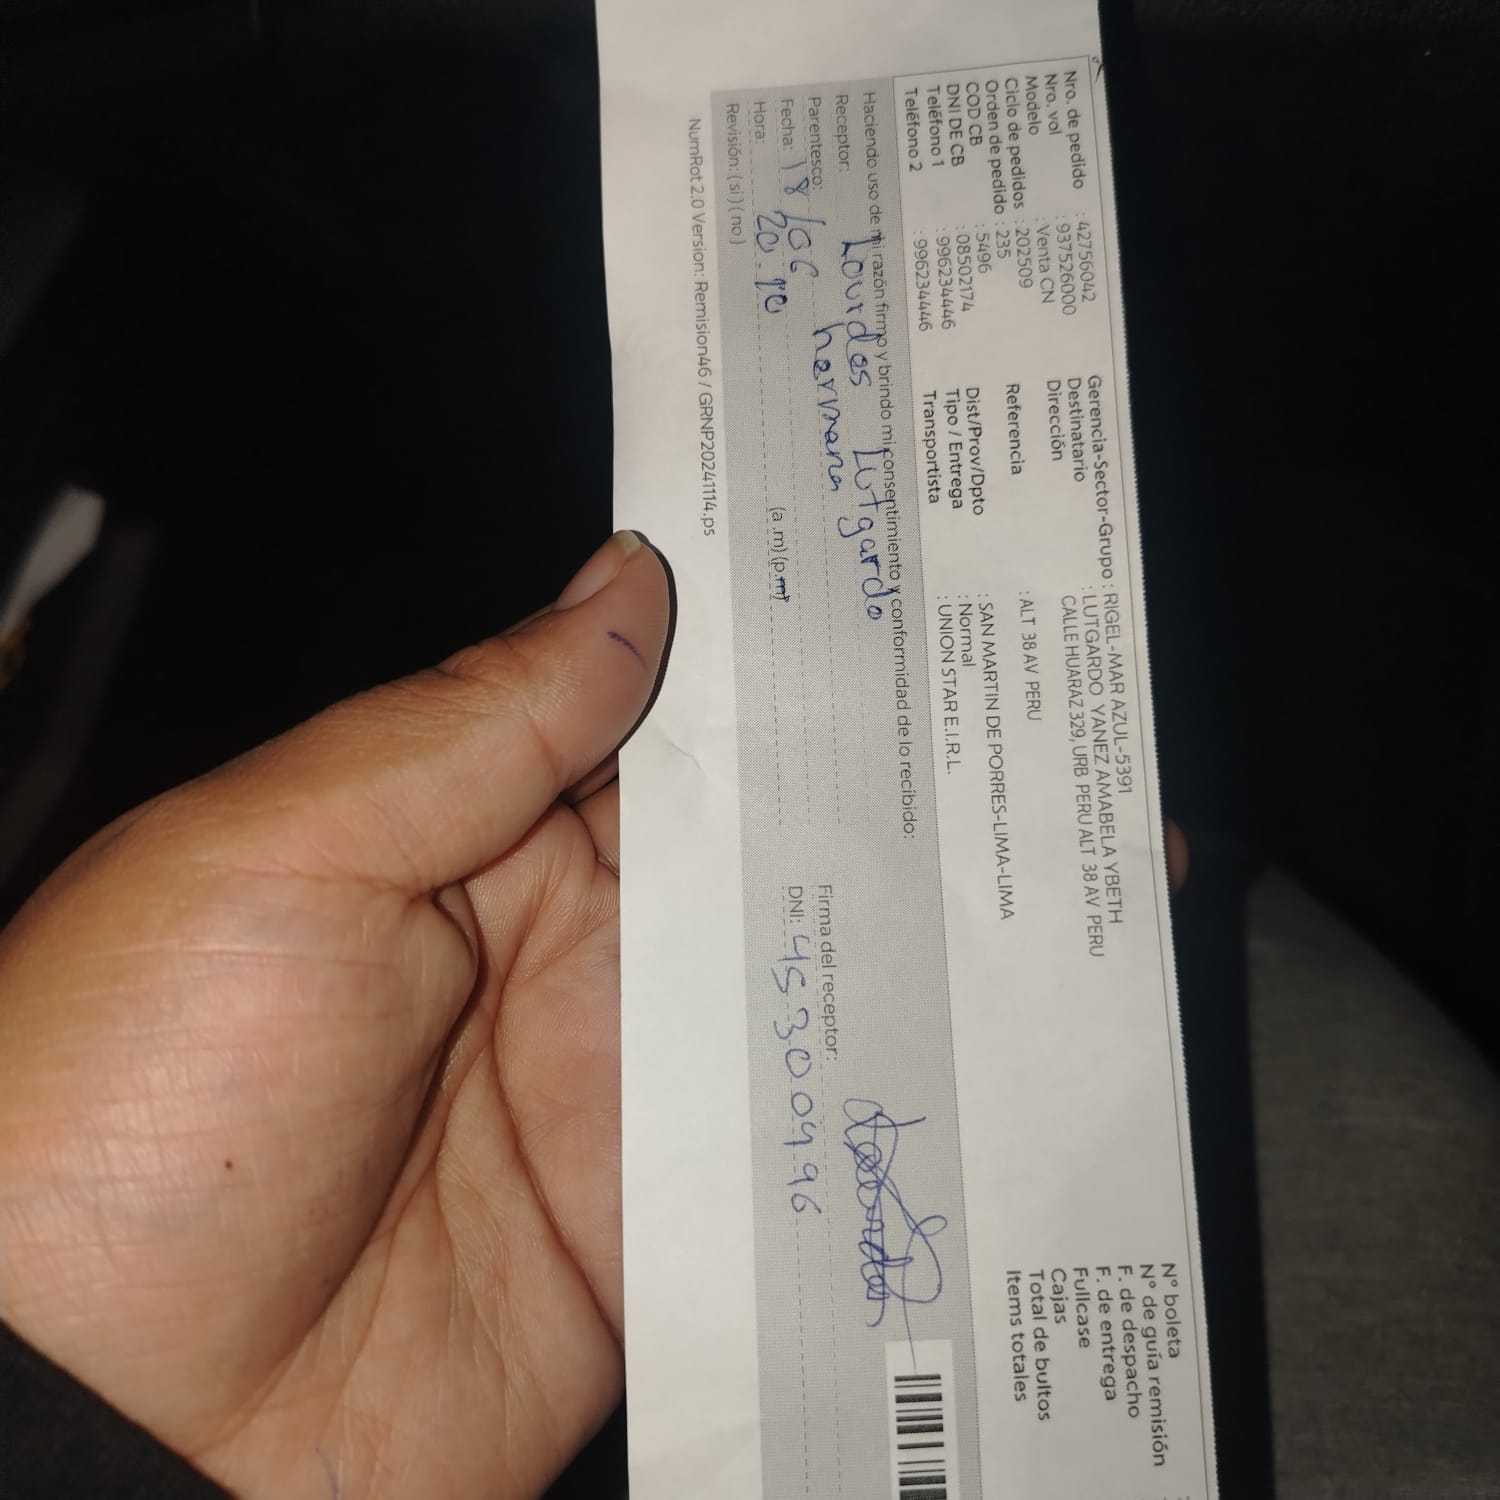 Nro. de pedido : 42756042
Nro. vol : 937526000
Modelo : Venta CN
Ciclo de pedidos : 202509
Orden de pedido : 235
COD CB : 5496
DNI DE CB : 08502174
Teléfono 1 : 996234446
Teléfono 2 : 996234446
Gerencia-Sector-Grupo : RIGEL-MAR AZUL-5391
Destinatario : LUTGARDO YANEZ AMABELA YBETH
Dirección CALLE HUARAZ 329, URB PERU ALT 38 AV PERU
Referencia : ALT 38 AV PERU
Dist/Prov/Dpto : SAN MARTIN DE PORRES-LIMA-LIMA
Tipo / Entrega : Normal
Transportista : UNION STAR E.I.R.L.
N° boleta
N° de guía remisión
F. de despacho
F. de entrega
Fullcase
Cajas
Total de bultos
Items totales
Haciendo uso de mi razón firmo y brindo mi consentimiento y conformidad de lo recibido:
Receptor: Lourdes Lutgardo
Parentesco: hermana
Fecha: 18/06
Hora: 20:10 (a.m) (p.m)
Revisión: (si) (no)
Firma del receptor: Lourdes
DNI: 45300496
NumRot 2.0 Version: Remision46 / GRNP20241114.ps